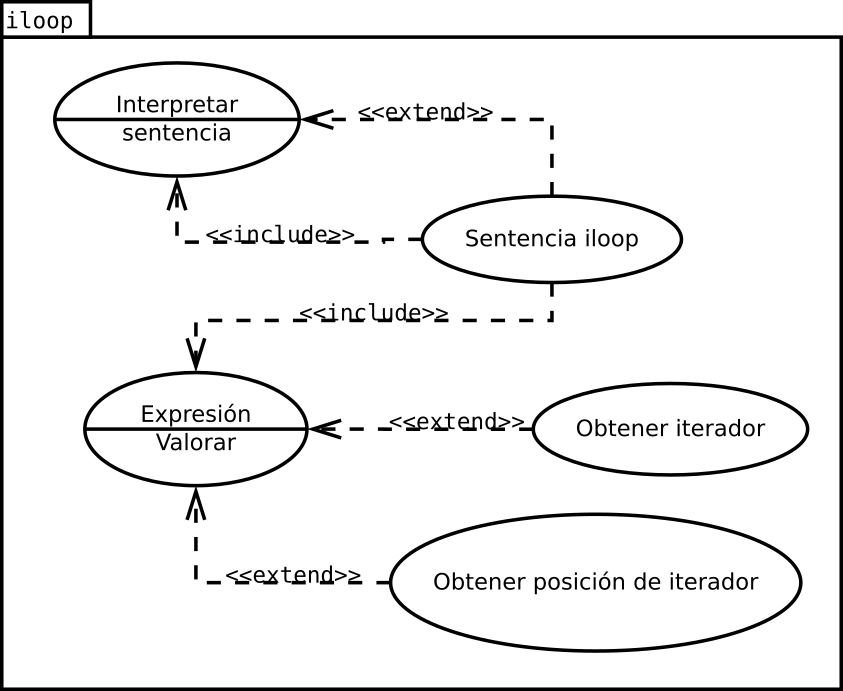 iloop
Interpretar
sentencia
<<extend>>
<<include>>
Sentencia iloop
<<include>>
Expresión
Valorar
<<extend>>
Obtener iterador
<<extend>>
Obtener posición de iterador